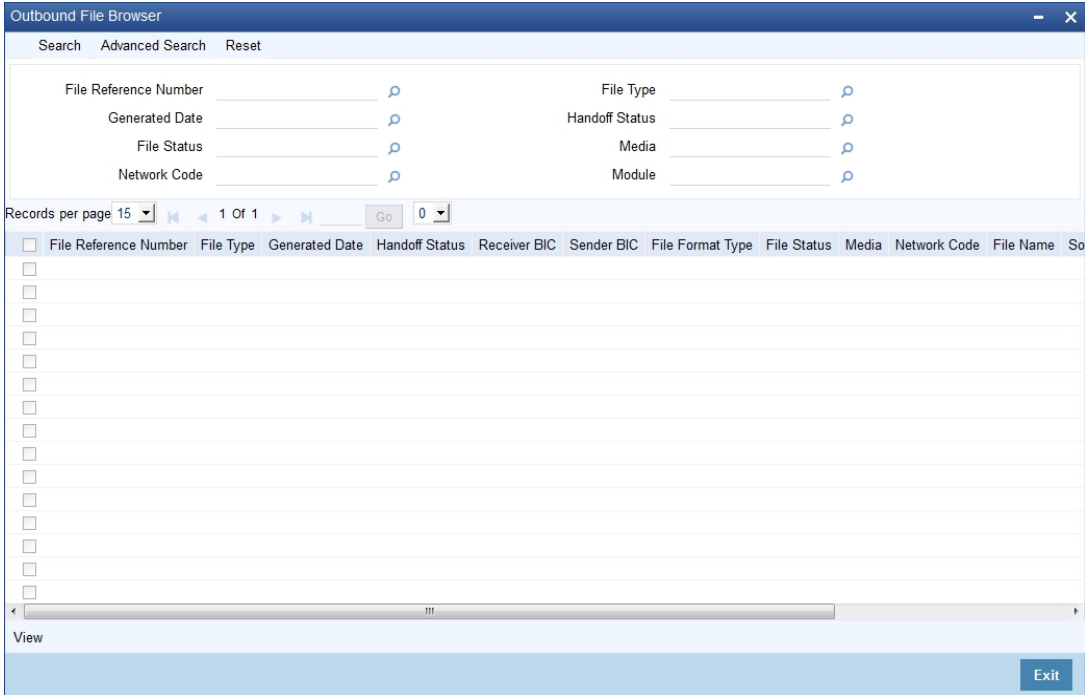 Outbound File Browser
Search Advanced Search Reset
File Reference Number File Type
Generated Date Handoff Status
File Status Media
Network Code Module
Records per page 15 1 Of 1 Go 0
File Reference Number File Type Generated Date Handoff Status Receiver BIC Sender BIC File Format Type File Status Media Network Code File Name So
View
Exit